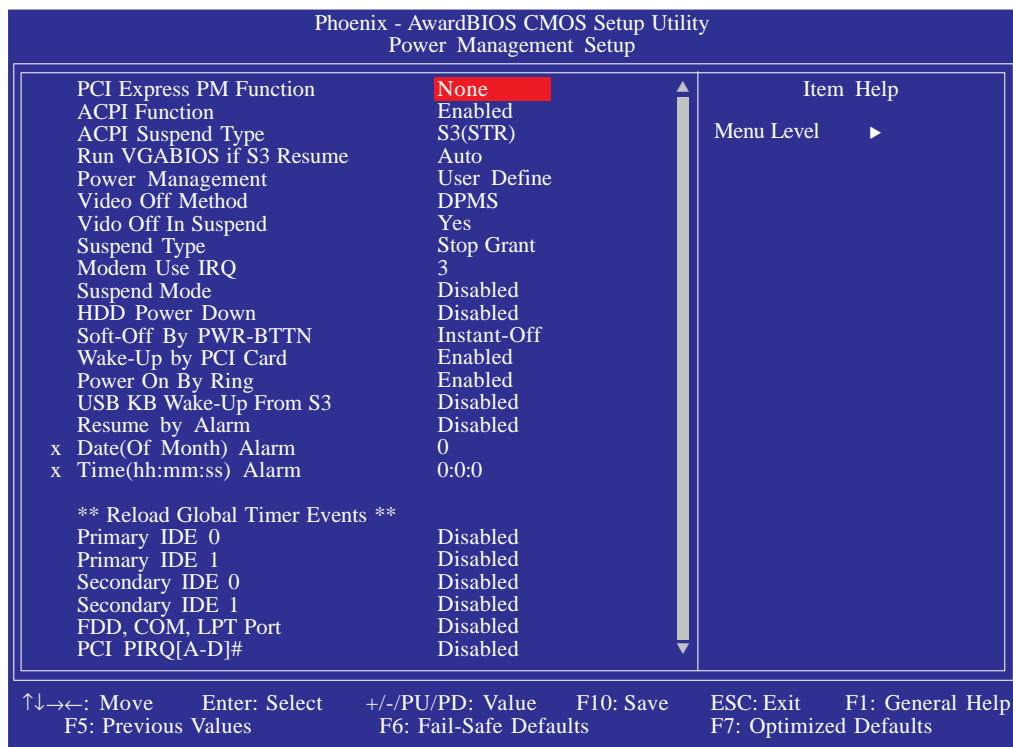 Phoenix - AwardBIOS CMOS Setup Utility
Power Management Setup
PCI Express PM Function None
ACPI Function Enabled
ACPI Suspend Type S3(STR)
Run VGABIOS if S3 Resume Auto
Power Management User Define
Video Off Method DPMS
Vido Off In Suspend Yes
Suspend Type Stop Grant
Modem Use IRQ 3
Suspend Mode Disabled
HDD Power Down Disabled
Soft-Off By PWR-BTTN Instant-Off
Wake-Up by PCI Card Enabled
Power On By Ring Enabled
USB KB Wake-Up From S3 Disabled
Resume by Alarm Disabled
x Date(Of Month) Alarm 0
x Time(hh:mm:ss) Alarm 0:0:0
** Reload Global Timer Events **
Primary IDE 0 Disabled
Primary IDE 1 Disabled
Secondary IDE 0 Disabled
Secondary IDE 1 Disabled
FDD, COM, LPT Port Disabled
PCI PIRQ[A-D]# Disabled
Item Help
Menu Level ▶
↑↓→←: Move Enter: Select +/-/PU/PD: Value F10: Save ESC: Exit F1: General Help
F5: Previous Values F6: Fail-Safe Defaults F7: Optimized Defaults